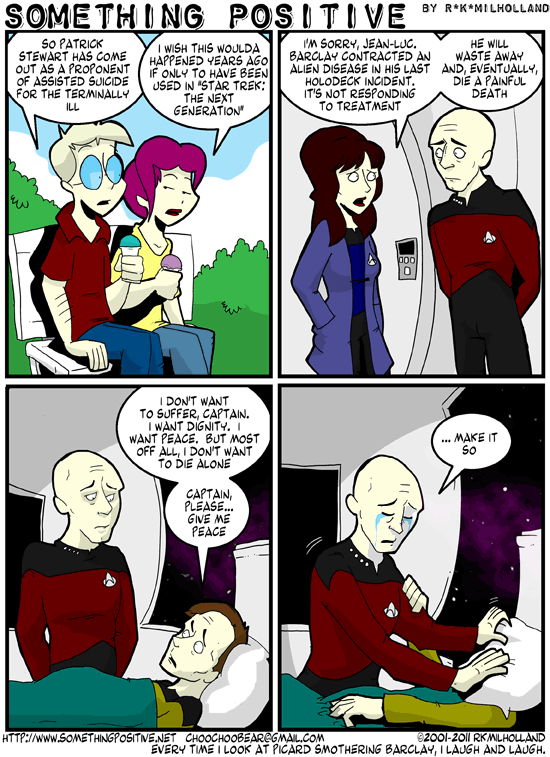 SOMETHING POSITIVE BY R*K*MILHOLLAND
SO PATRICK
STEWART HAS COME
OUT AS A PROPONENT
OF ASSISTED SUICIDE
FOR THE TERMINALLY
ILL
I WISH THIS WOULDA
HAPPENED YEARS AGO
IF ONLY TO HAVE BEEN
USED IN "STAR TREK:
THE NEXT
GENERATION"
I'M SORRY, JEAN-LUC.
BARCLAY CONTRACTED AN
ALIEN DISEASE IN HIS LAST
HOLODECK INCIDENT.
IT'S NOT RESPONDING
TO TREATMENT
HE WILL
WASTE AWAY
AND, EVENTUALLY,
DIE A PAINFUL
DEATH
I DON'T WANT
TO SUFFER, CAPTAIN.
I WANT DIGNITY. I
WANT PEACE. BUT MOST
OFF ALL, I DON'T WANT
TO DIE ALONE
CAPTAIN,
PLEASE...
GIVE ME
PEACE
... MAKE IT
SO
HTTP://WWW.SOMETHINGPOSITIVE.NET CHOOCHOOBEAR@GMAIL.COM ©2001-2011 RKMILHOLLAND
EVERY TIME I LOOK AT PICARD SMOTHERING BARCLAY, I LAUGH AND LAUGH.